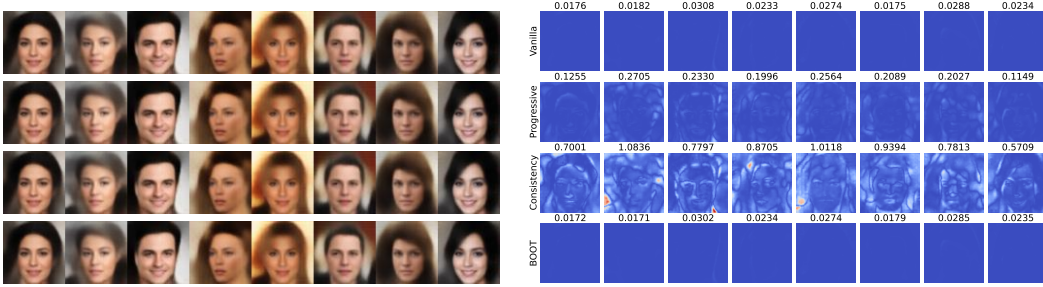 0.0176 0.0182 0.0308 0.0233 0.0274 0.0175 0.0288 0.0234
Vanilla
0.1255 0.2705 0.2330 0.1996 0.2564 0.2089 0.2027 0.1149
Progressive
0.7001 1.0836 0.7797 0.8705 1.0118 0.9394 0.7813 0.5709
Consistency
0.0172 0.0171 0.0302 0.0234 0.0274 0.0179 0.0285 0.0235
BOOT